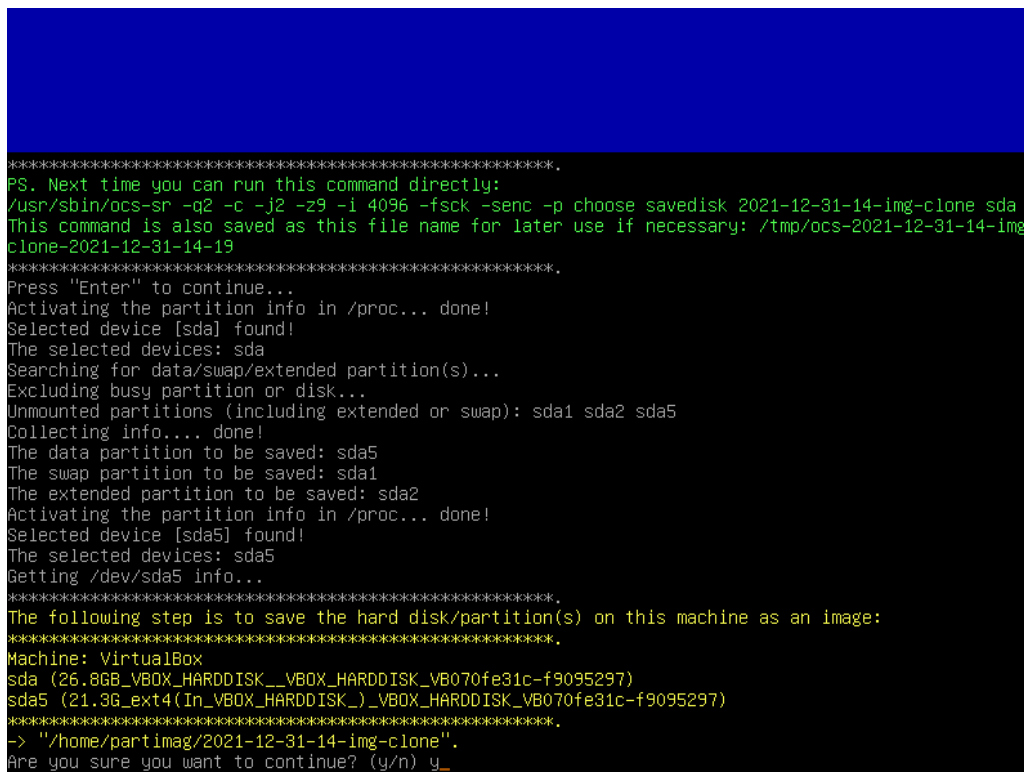 ******************************************************.
PS. Next time you can run this command directly:
/usr/sbin/ocs-sr -q2 -c -j2 -z9 -i 4096 -fsck -senc -p choose savedisk 2021-12-31-14-img-clone sda
This command is also saved as this file name for later use if necessary: /tmp/ocs-2021-12-31-14-img
clone-2021-12-31-14-19
******************************************************.
Press "Enter" to continue...
Activating the partition info in /proc... done!
Selected device [sda] found!
The selected devices: sda
Searching for data/swap/extended partition(s)...
Excluding busy partition or disk...
Unmounted partitions (including extended or swap): sda1 sda2 sda5
Collecting info.... done!
The data partition to be saved: sda5
The swap partition to be saved: sda1
The extended partition to be saved: sda2
Activating the partition info in /proc... done!
Selected device [sda5] found!
The selected devices: sda5
Getting /dev/sda5 info...
******************************************************.
The following step is to save the hard disk/partition(s) on this machine as an image:
******************************************************.
Machine: VirtualBox
sda (26.8GB_VBOX_HARDDISK__VBOX_HARDDISK_VB070fe31c-f9095297)
sda5 (21.3G_ext4(In_VBOX_HARDDISK_)_VBOX_HARDDISK_VB070fe31c-f9095297)
******************************************************.
-> "/home/partimag/2021-12-31-14-img-clone".
Are you sure you want to continue? (y/n) y_